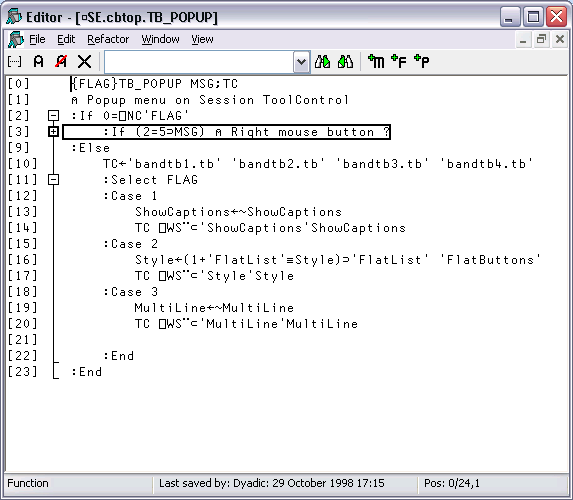 Editor - [¤SE.cbtop.TB_POPUP]
File Edit Refactor Window View
⍝ ⍝ ⁺M ⁺F ⁺P
[0] {FLAG}TB_POPUP MSG;TC
[1] ⍝ Popup menu on Session ToolControl
[2] :If 0=⎕NC'FLAG'
[3] :If (2=5⊃MSG) ⍝ Right mouse button ?
[9] :Else
[10] TC←'bandtb1.tb' 'bandtb2.tb' 'bandtb3.tb' 'bandtb4.tb'
[11] :Select FLAG
[12] :Case 1
[13] ShowCaptions←~ShowCaptions
[14] TC ⎕WS¨⊂'ShowCaptions'ShowCaptions
[15] :Case 2
[16] Style←(1+'FlatList'≡Style)⊃'FlatList' 'FlatButtons'
[17] TC ⎕WS¨⊂'Style'Style
[18] :Case 3
[19] MultiLine←~MultiLine
[20] TC ⎕WS¨⊂'MultiLine'MultiLine
[21]
[22] :End
[23] :End
Function Last saved by: Dyadic: 29 October 1998 17:15 Pos: 0/24,1